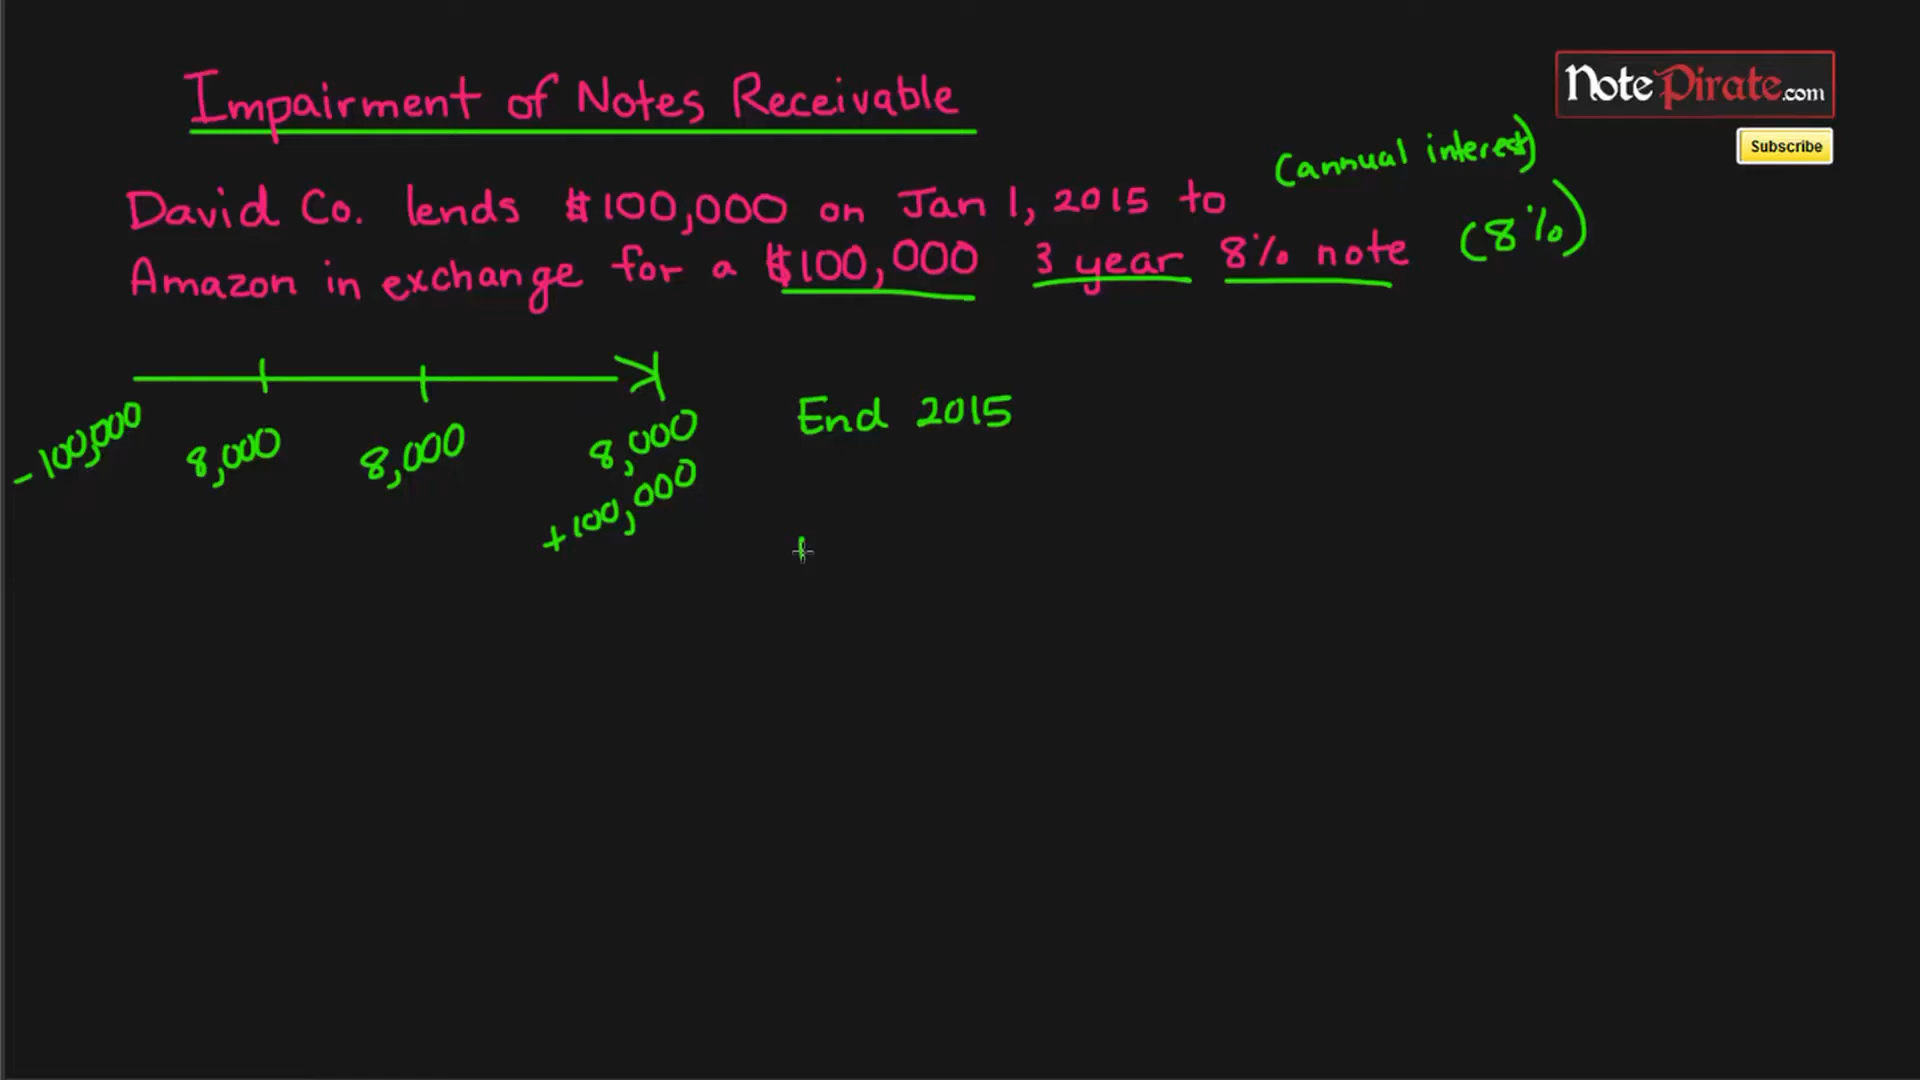 Impairment of Notes Receivable
NotePirate.com
Subscribe
(annual interest)
David Co. lends $100,000 on Jan 1, 2015 to
Amazon in exchange for a $100,000 3 year 8% note (8%)
-100,000 8,000 8,000 8,000
+100,000
End 2015